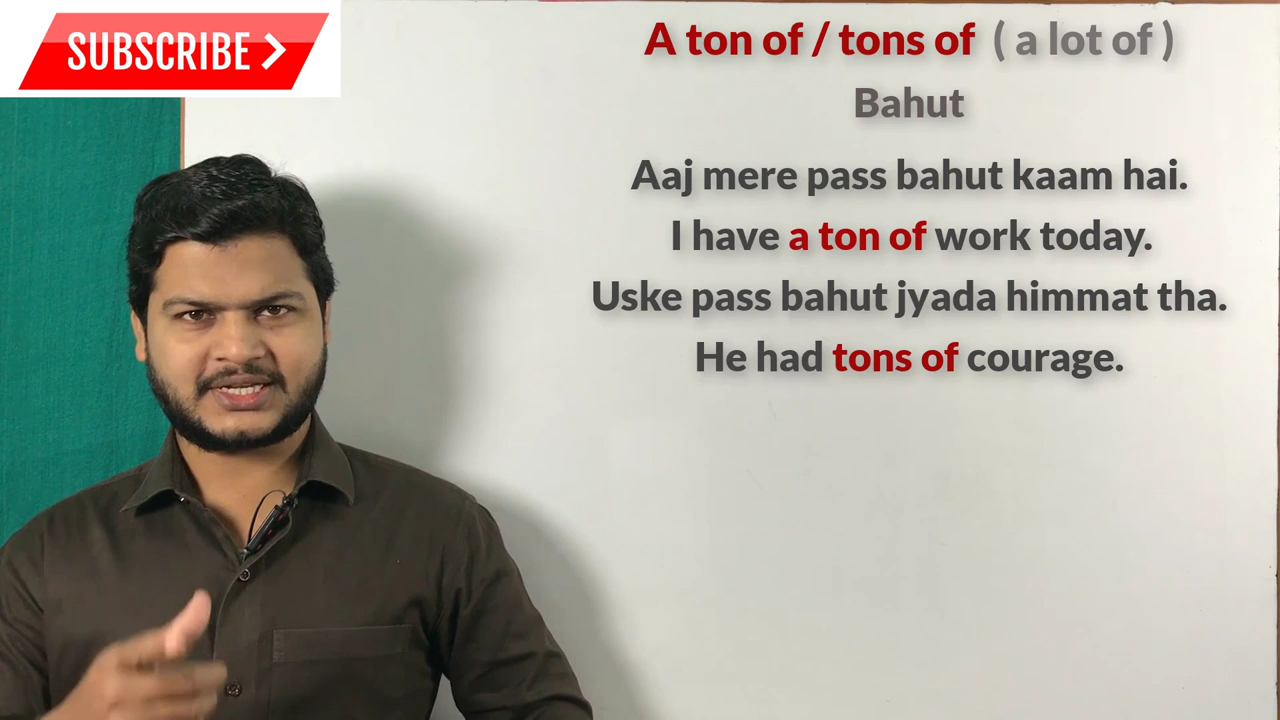 SUBSCRIBE
A ton of / tons of ( a lot of )
Bahut
Aaj mere pass bahut kaam hai.
I have a ton of work today.
Uske pass bahut jyada himmat tha.
He had tons of courage.